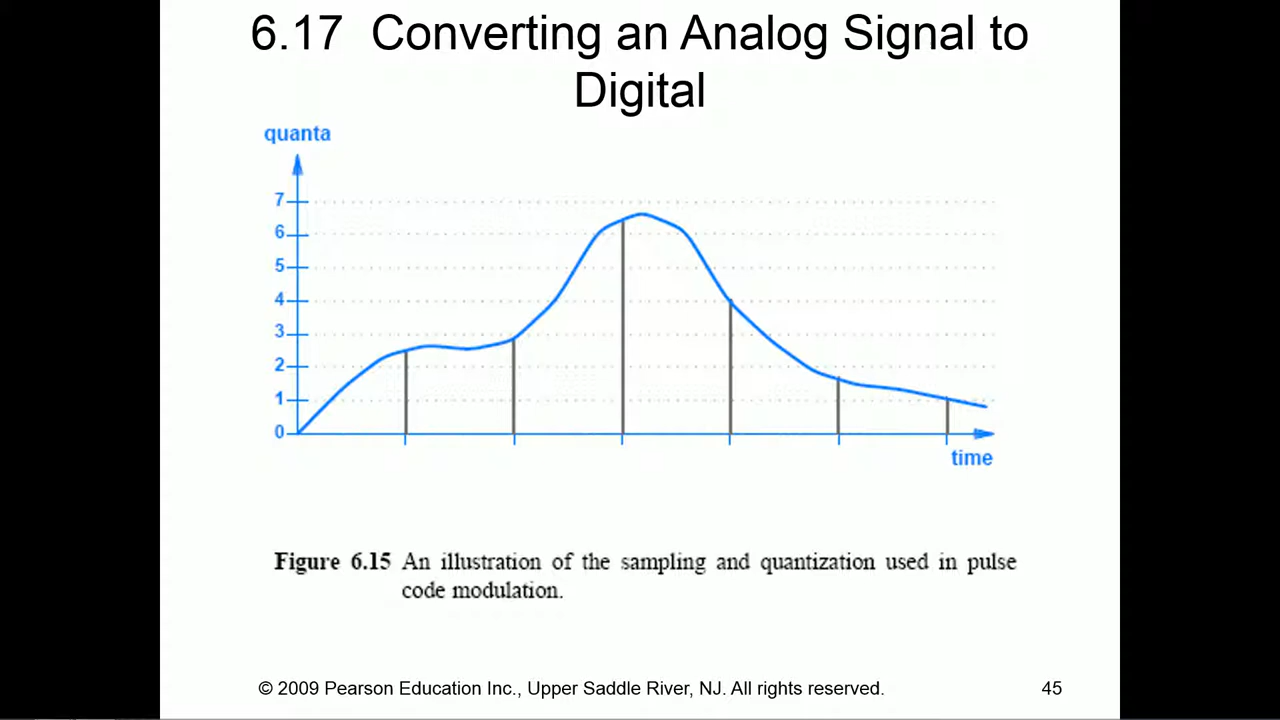 6.17 Converting an Analog Signal to
Digital
quanta
7
6
5
4
3
2
1
0
time
Figure 6.15 An illustration of the sampling and quantization used in pulse
code modulation.
© 2009 Pearson Education Inc., Upper Saddle River, NJ. All rights reserved.
45